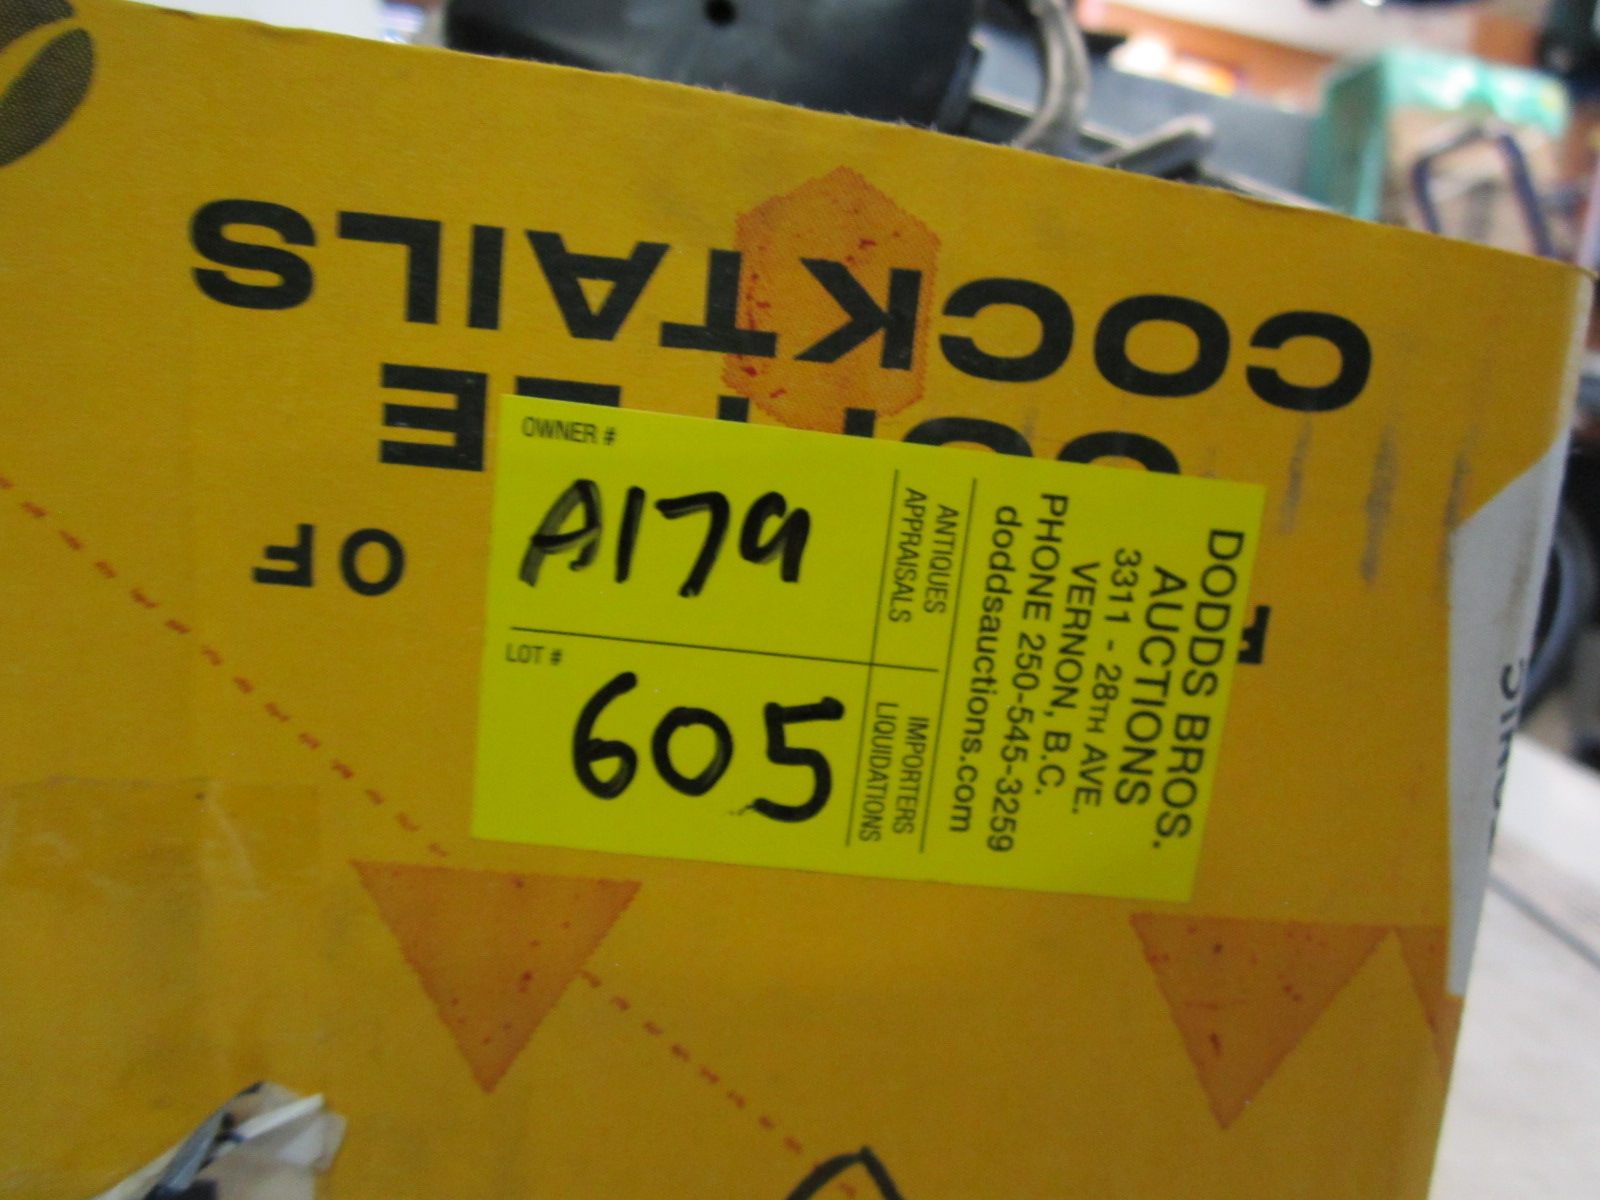 OWNER #
A179
LOT #
605
ANTIQUES
APPRAISALS
IMPORTERS
LIQUIDATIONS
DODDS BROS.
AUCTIONS
3311 - 28TH AVE.
VERNON, B.C.
PHONE 250-545-3259
doddsauctions.com
OF
COCKTAILS